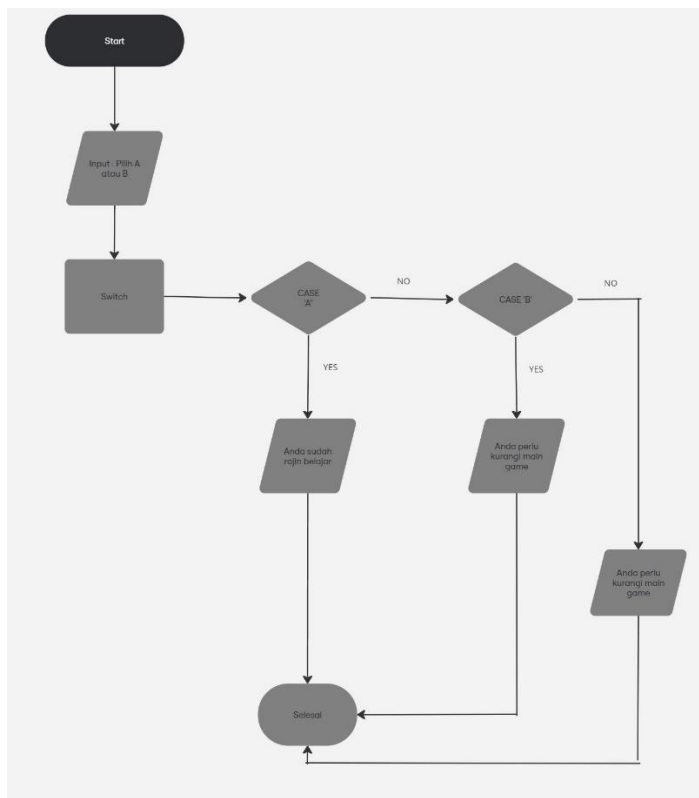 Start
Input : Pilih A
atau B
Switch
CASE
'A'
NO
CASE 'B'
NO
YES
YES
Anda sudah
rajin belajar
Anda perlu
kurangi main
game
Anda perlu
kurangi main
game
Selesai